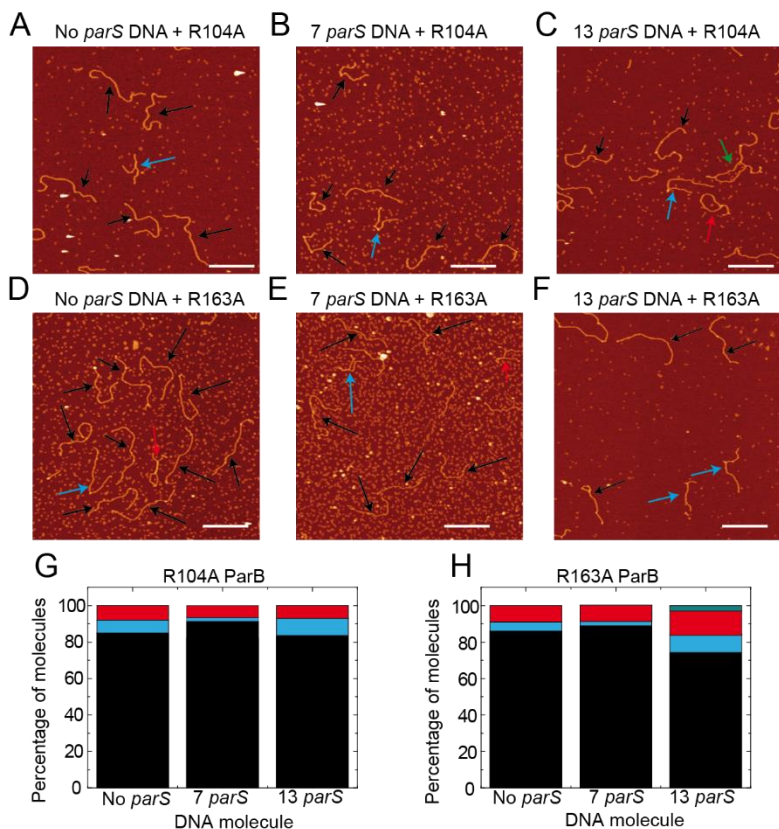 A No parS DNA + R104A
B 7 parS DNA + R104A
C 13 parS DNA + R104A
D No parS DNA + R163A
E 7 parS DNA + R163A
F 13 parS DNA + R163A
G R104A ParB
Percentage of molecules
100
80
60
40
20
0
No parS 7 parS 13 parS
DNA molecule
H R163A ParB
Percentage of molecules
100
80
60
40
20
0
No parS 7 parS 13 parS
DNA molecule